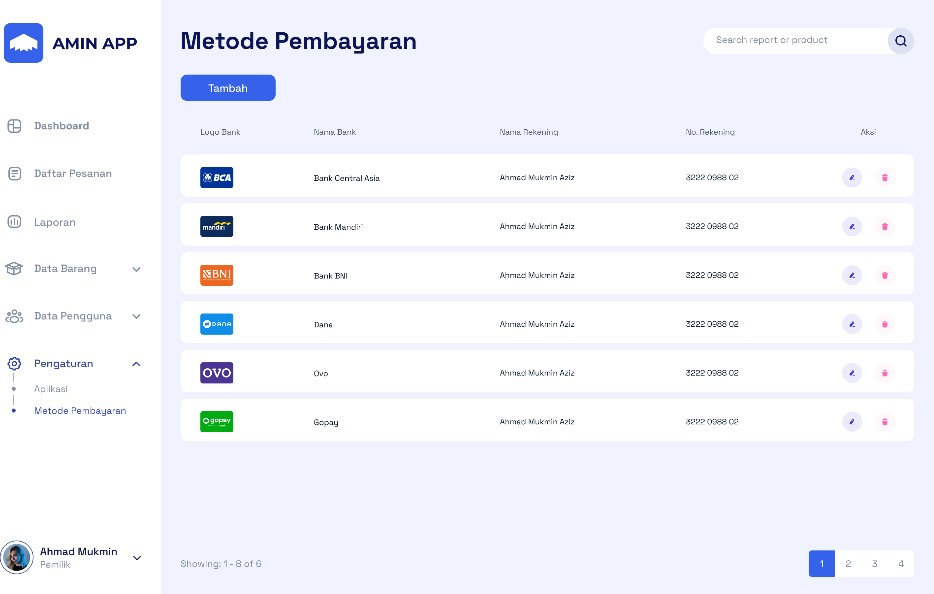 AMIN APP
Dashboard
Daftar Pesanan
Laporan
Data Barang
Data Pengguna
Pengaturan
Aplikasi
Metode Pembayaran
Ahmad Mukmin
Pemilik
Metode Pembayaran
Search report or product
Tambah
Logo Bank Nama Bank Nama Rekening No. Rekening Aksi
BCA Bank Central Asia Ahmad Mukmin Aziz 3222 0988 02
mandiri Bank Mandiri Ahmad Mukmin Aziz 3222 0988 02
BNI Bank BNI Ahmad Mukmin Aziz 3222 0988 02
DANA Dana Ahmad Mukmin Aziz 3222 0988 02
OVO Ovo Ahmad Mukmin Aziz 3222 0988 02
gopay Gopay Ahmad Mukmin Aziz 3222 0988 02
Showing: 1 - 8 of 6
1 2 3 4